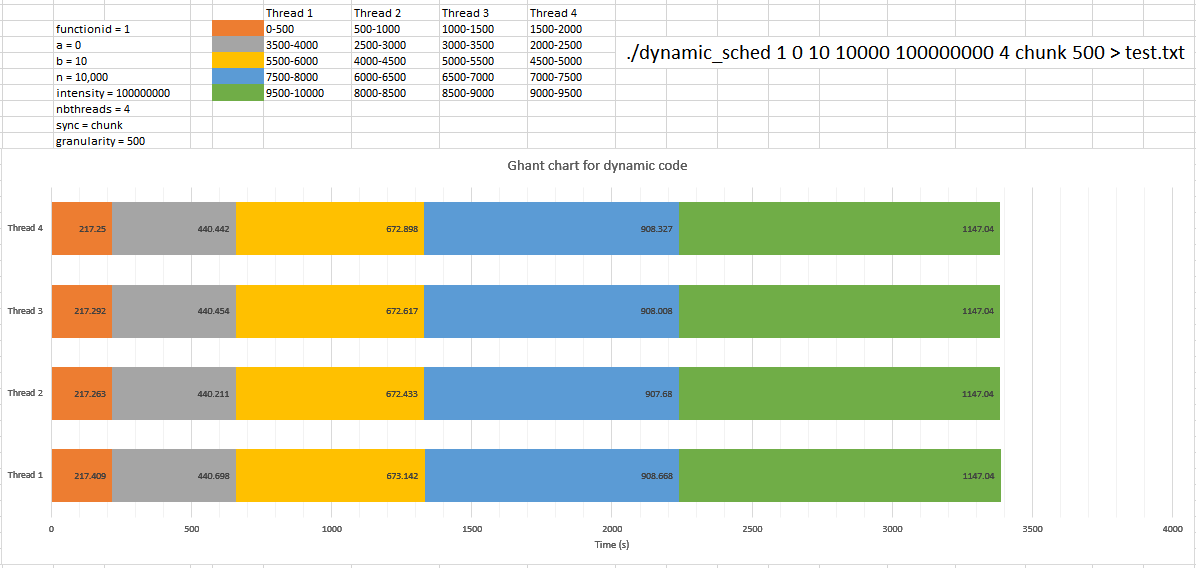 Thread 1 Thread 2 Thread 3 Thread 4
functionid = 1 0-500 500-1000 1000-1500 1500-2000
a = 0 3500-4000 2500-3000 3000-3500 2000-2500
b = 10 5500-6000 4000-4500 5000-5500 4500-5000
n = 10,000 7500-8000 6000-6500 6500-7000 7000-7500
intensity = 100000000 9500-10000 8000-8500 8500-9000 9000-9500
nbthreads = 4
sync = chunk
granularity = 500
./dynamic_sched 1 0 10 10000 100000000 4 chunk 500 > test.txt
Ghant chart for dynamic code
Thread 4 217.25 440.442 672.898 908.327 1147.04
Thread 3 217.292 440.454 672.617 908.008 1147.04
Thread 2 217.263 440.211 672.433 907.68 1147.04
Thread 1 217.409 440.698 673.142 908.668 1147.04
0 500 1000 1500 2000 2500 3000 3500 4000
Time (s)